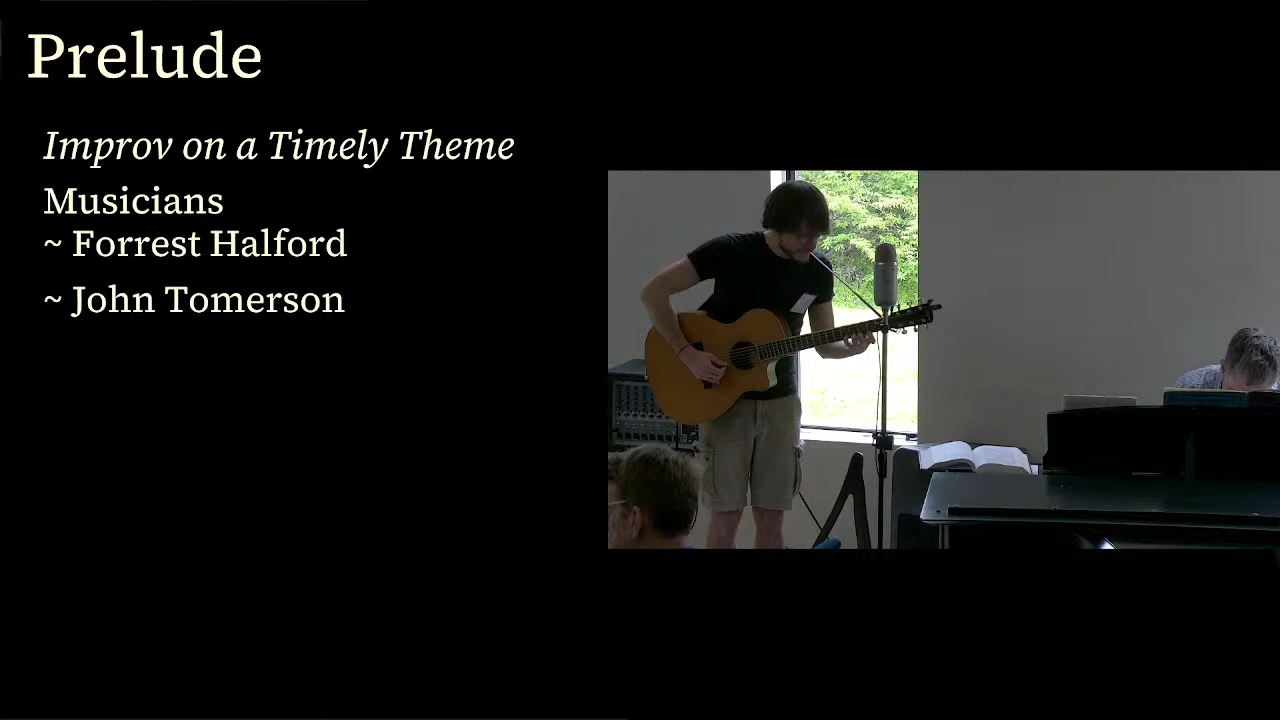 Prelude
Improv on a Timely Theme
Musicians
~ Forrest Halford
~ John Tomerson